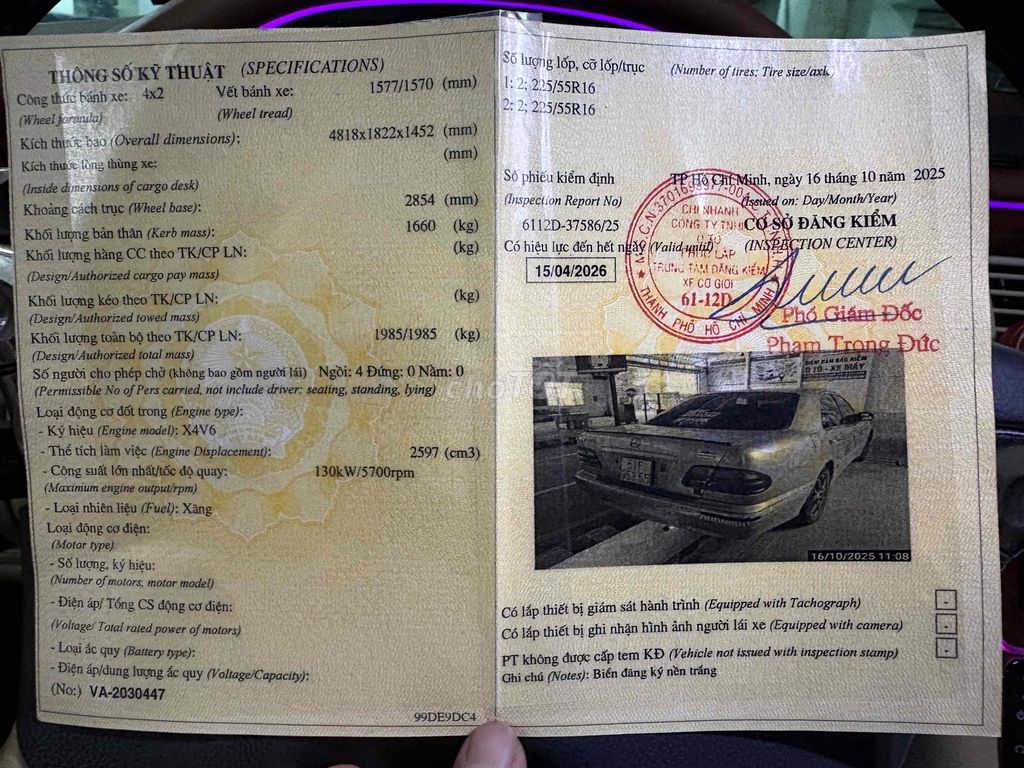 THÔNG SỐ KỸ THUẬT (SPECIFICATIONS)
Công thức bánh xe: 4x2 Vết bánh xe: 1577/1570 (mm)
(Wheel formula) (Wheel tread)
Kích thước bao (Overall dimensions): 4818x1822x1452 (mm)
Kích thước lòng thùng xe: (mm)
(Inside dimensions of cargo desk)
Khoảng cách trục (Wheel base): 2854 (mm)
Khối lượng bản thân (Kerb mass): 1660 (kg)
Khối lượng hàng CC theo TK/CP LN: (kg)
(Design/Authorized cargo pay mass)
Khối lượng kéo theo TK/CP LN: (kg)
(Design/Authorized towed mass)
Khối lượng toàn bộ theo TK/CP LN: 1985/1985 (kg)
(Design/Authorized total mass)
Số người cho phép chở (không bao gồm người lái) Ngồi: 4 Đứng: 0 Nằm: 0
(Permissible No of Pers carried, not include driver: seating, standing, lying)
Loại động cơ đốt trong (Engine type):
- Ký hiệu (Engine model): X4V6
- Thể tích làm việc (Engine Displacement): 2597 (cm3)
- Công suất lớn nhất/tốc độ quay: 130kW/5700rpm
(Maximum engine output/rpm)
- Loại nhiên liệu (Fuel): Xăng
Loại động cơ điện:
(Motor type)
- Số lượng, ký hiệu:
(Number of motors, motor model)
- Điện áp/ Tổng CS động cơ điện:
(Voltage/ Total rated power of motors)
- Loại ắc quy (Battery type):
- Điện áp/dung lượng ắc quy (Voltage/Capacity):
(No:) VA-2030447
99DE9DC4
Số lượng lốp, cỡ lốp/trục (Number of tires; Tire size/axle)
1: 2; 225/55R16
2: 2; 225/55R16
Số phiếu kiểm định TP Hồ Chí Minh, ngày 16 tháng 10 năm 2025
(Inspection Report No) (Issued on: Day/Month/Year)
6112D-37586/25 CƠ SỞ ĐĂNG KIỂM
Có hiệu lực đến hết ngày (Valid until) (INSPECTION CENTER)
15/04/2026
CHI NHÁNH
CÔNG TY TNHH
Ô TÔ
PHÚC LẬP
TRUNG TÂM ĐĂNG KIỂM
XE CƠ GIỚI
61-12D
THÀNH PHỐ HỒ CHÍ MINH
Phó Giám Đốc
Phạm Trọng Đức
MIDNIGHT
16/10/2025 11:08
Có lắp thiết bị giám sát hành trình (Equipped with Tachograph) -
Có lắp thiết bị ghi nhận hình ảnh người lái xe (Equipped with camera) -
PT không được cấp tem KĐ (Vehicle not issued with inspection stamp) -
Ghi chú (Notes): Biển đăng ký nền trắng